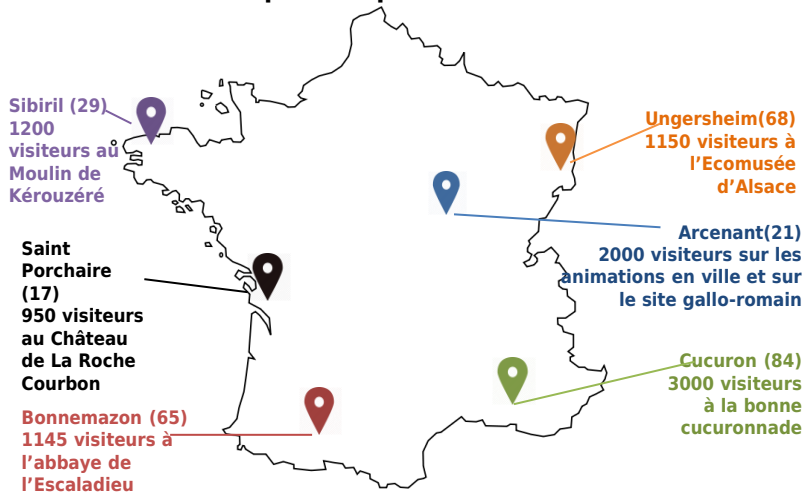 Sibiril (29)
1200
visiteurs au
Moulin de
Kérouzéré
Ungersheim(68)
1150 visiteurs à
l’Ecomusée
d’Alsace
Arcenant(21)
2000 visiteurs sur les
animations en ville et sur
le site gallo-romain
Saint
Porchaire
(17)
950 visiteurs
au Château
de La Roche
Courbon
Cucuron (84)
3000 visiteurs
à la bonne
cucuronnade
Bonnemazon (65)
1145 visiteurs à
l’abbaye de
l’Escaladieu